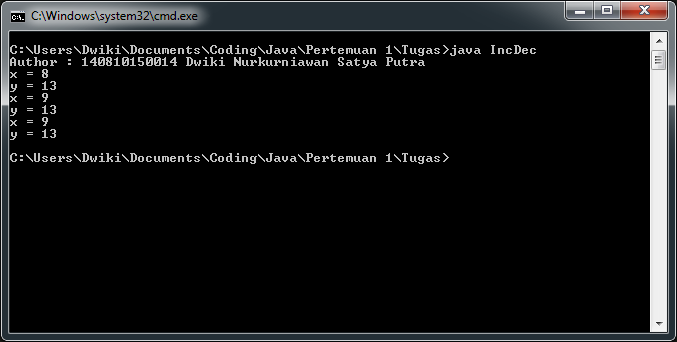 C:\Windows\system32\cmd.exe
C:\Users\Dwiki\Documents\Coding\Java\Pertemuan 1\Tugas>java IncDec
Author : 140810150014 Dwiki Nurkurniawan Satya Putra
x = 8
y = 13
x = 9
y = 13
x = 9
y = 13
C:\Users\Dwiki\Documents\Coding\Java\Pertemuan 1\Tugas>